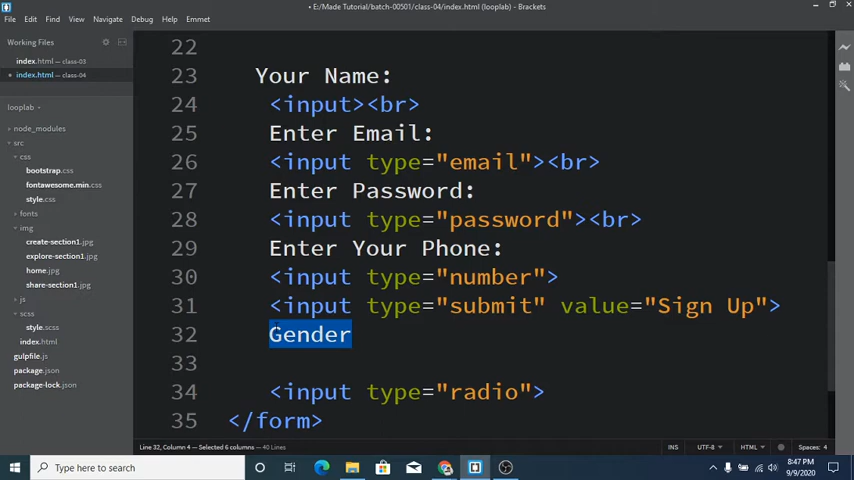 E:/Made Tutorial/batch-00501/class-04/index.html (looplab) - Brackets
File Edit Find View Navigate Debug Help Emmet
Working Files
index.html — class-03
index.html — class-04
looplab
node_modules
src
css
bootstrap.css
fontawesome.min.css
style.css
fonts
img
create-section1.jpg
explore-section1.jpg
home.jpg
share-section1.jpg
js
scss
style.scss
index.html
gulpfile.js
package.json
package-lock.json
22
23 Your Name:
24 <input><br>
25 Enter Email:
26 <input type="email"><br>
27 Enter Password:
28 <input type="password"><br>
29 Enter Your Phone:
30 <input type="number">
31 <input type="submit" value="Sign Up">
32 Gender
33
34 <input type="radio">
35 </form>
Line 32, Column 4 — Selected 6 columns — 40 Lines
INS UTF-8 HTML Spaces: 4
Type here to search
8:47 PM
9/9/2020